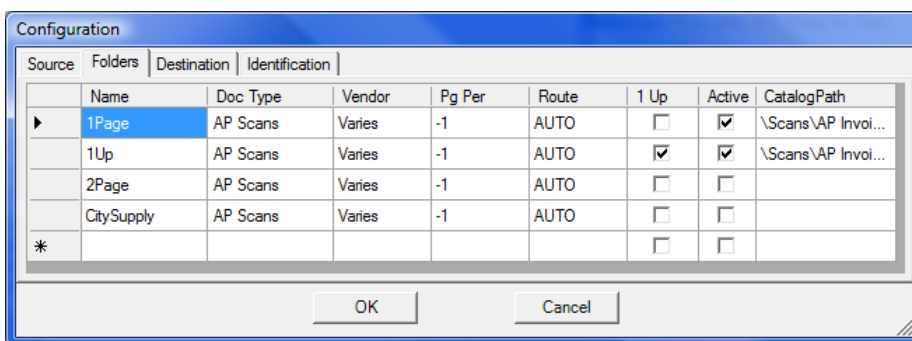 Configuration
Source Folders Destination Identification
Name Doc Type Vendor Pg Per Route 1 Up Active CatalogPath
1Page AP Scans Varies -1 AUTO \Scans\AP Invoi...
1Up AP Scans Varies -1 AUTO \Scans\AP Invoi...
2Page AP Scans Varies -1 AUTO
CitySupply AP Scans Varies -1 AUTO
OK Cancel